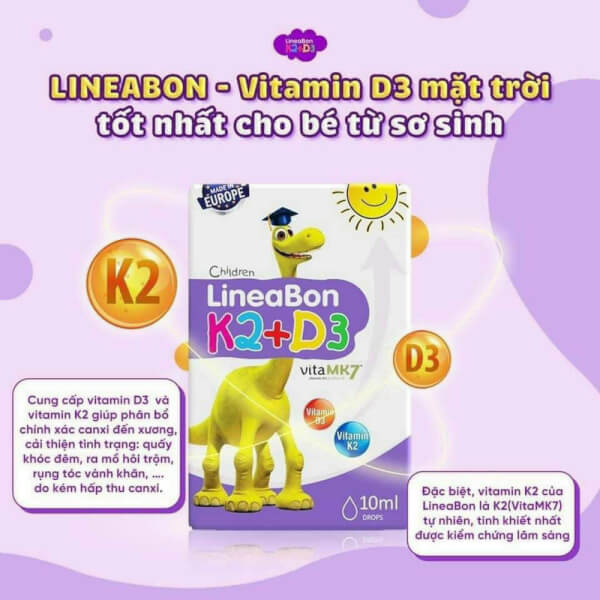 LineaBon
K2+D3
LINEABON - Vitamin D3 mặt trời
tốt nhất cho bé từ sơ sinh
MADE IN
EUROPE
Children
LineaBon
K2+D3
vitaMK7
Vitamin
D3
Vitamin
K2
10ml
DROPS
K2
D3
Cung cấp vitamin D3 và
vitamin K2 giúp phân bổ
chính xác canxi đến xương,
cải thiện tình trạng: quấy
khóc đêm, ra mồ hôi trộm,
rụng tóc vành khăn, ....
do kém hấp thu canxi.
Đặc biệt, vitamin K2 của
LineaBon là K2(VitaMK7)
tự nhiên, tinh khiết nhất
được kiểm chứng lâm sàng